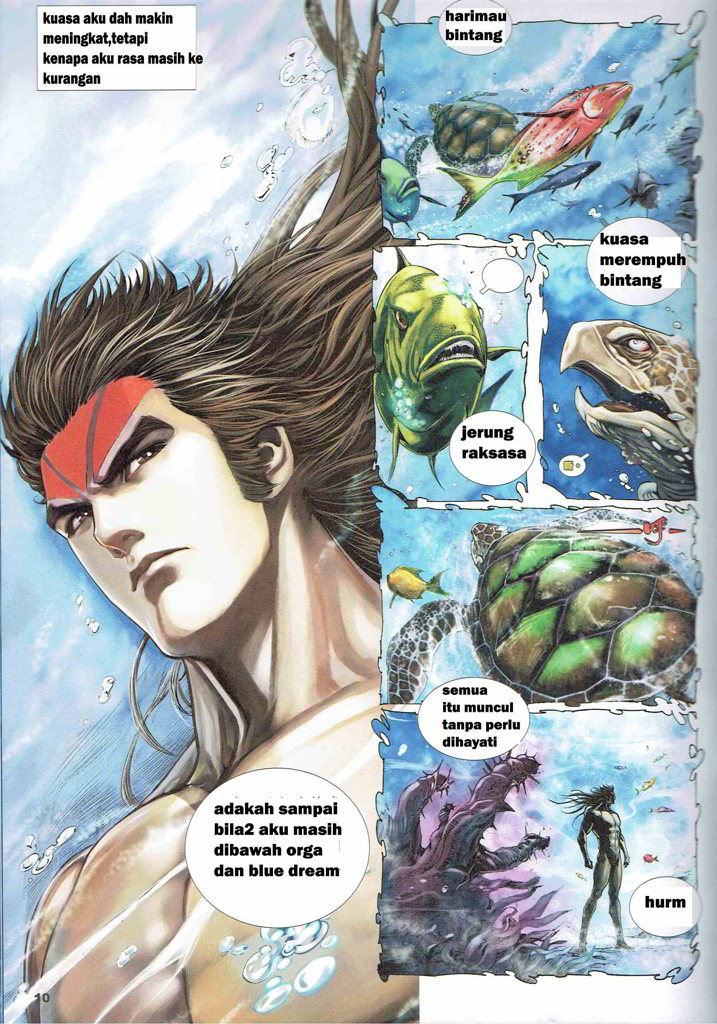 kuasa aku dah makin
meningkat,tetapi
kenapa aku rasa masih ke
kurangan
harimau
bintang
kuasa
merempuh
bintang
jerung
raksasa
semua
itu muncul
tanpa perlu
dihayati
adakah sampai
bila2 aku masih
dibawah orga
dan blue dream
hurm
10